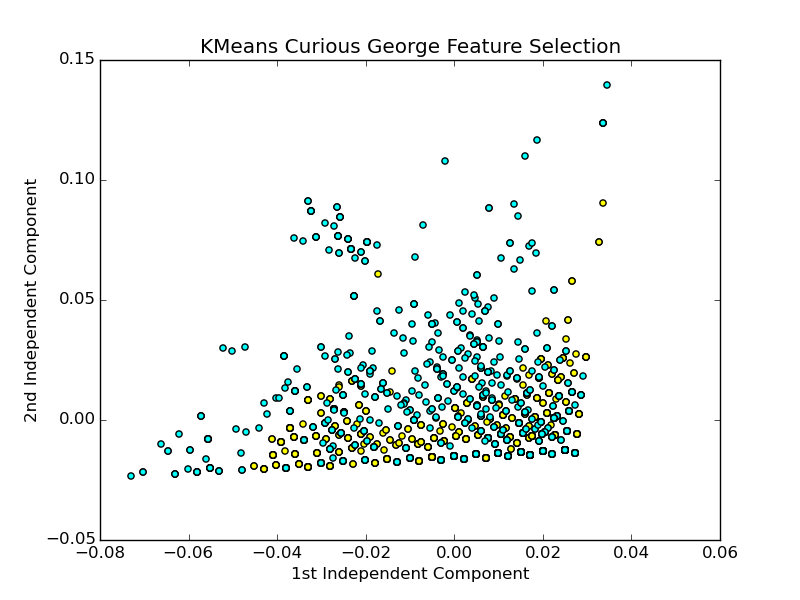 KMeans Curious George Feature Selection
0.15
0.10
0.05
0.00
−0.05
2nd Independent Component
−0.08 −0.06 −0.04 −0.02 0.00 0.02 0.04 0.06
1st Independent Component